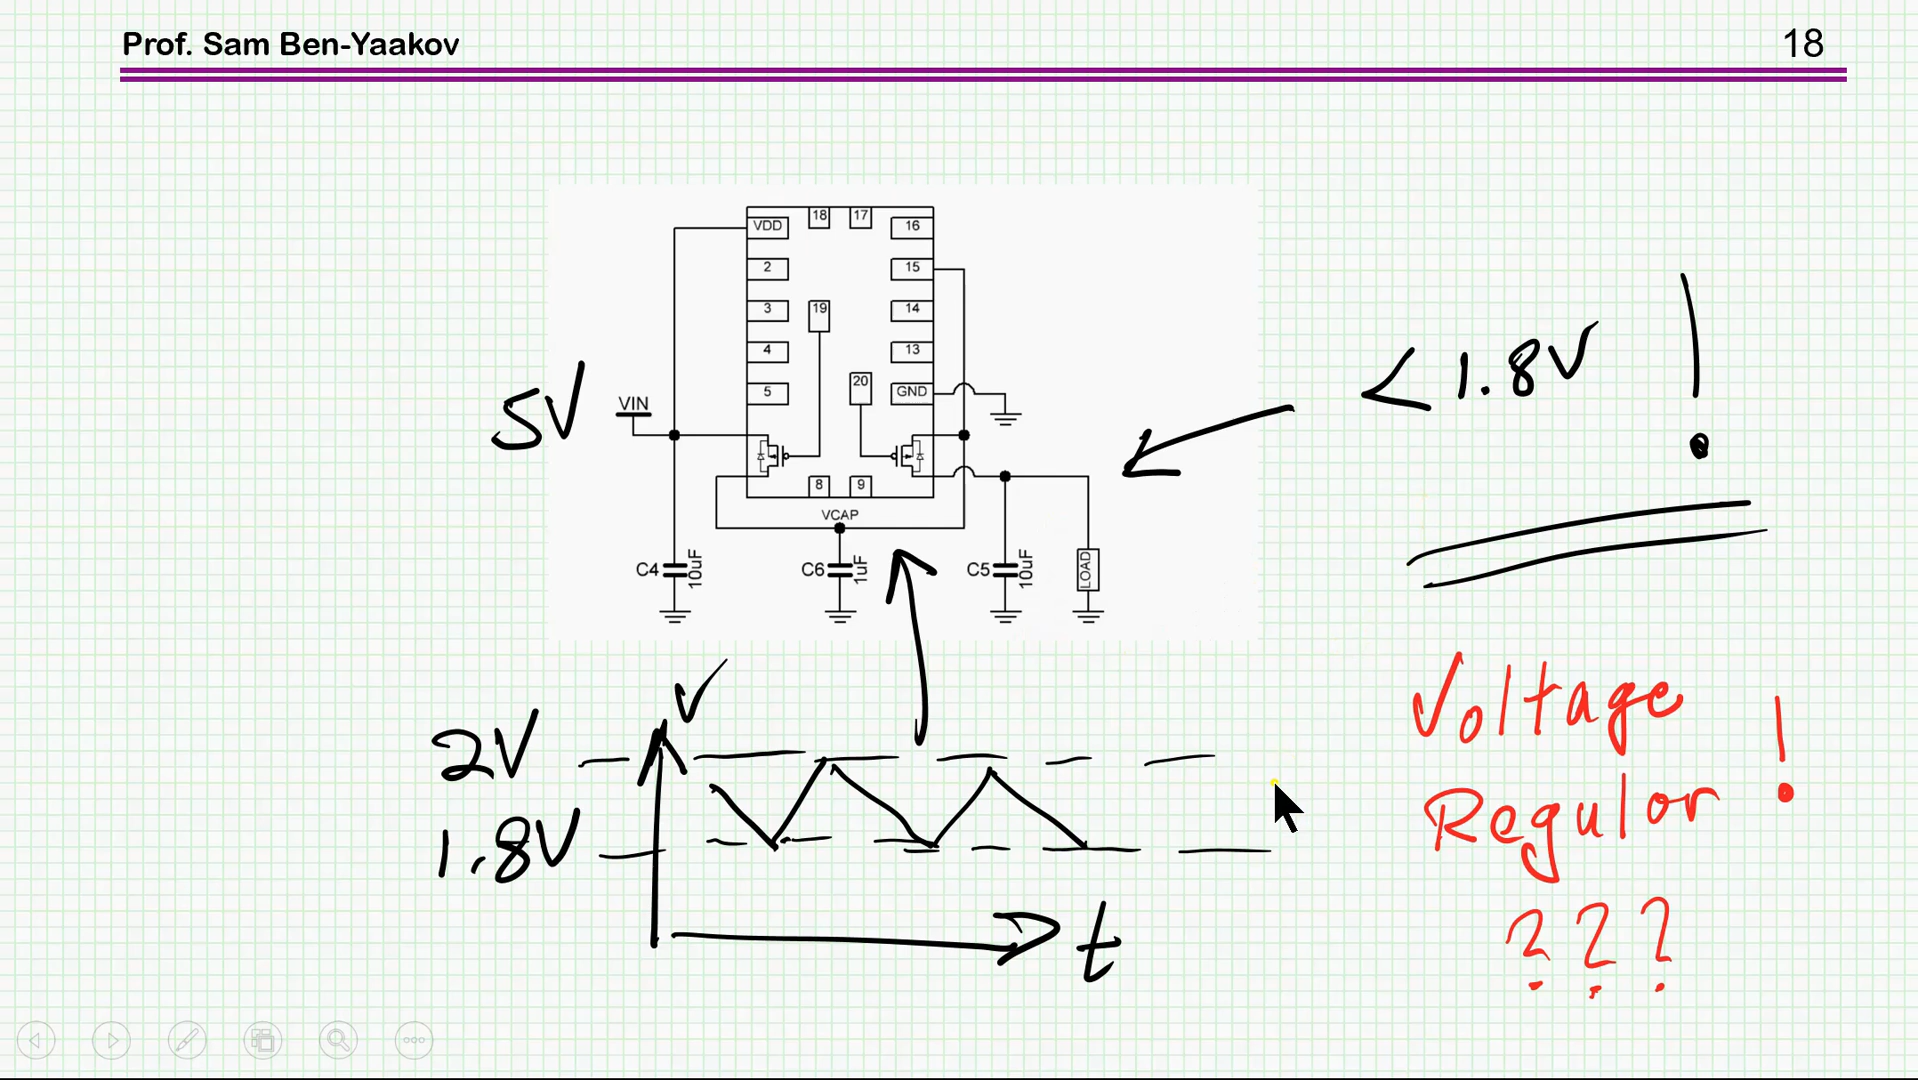 Prof. Sam Ben-Yaakov
18
VDD
18
17
16
2
15
3
19
14
4
13
5
20
GND
VIN
8
9
VCAP
C4
10uF
C6
1uF
C5
10uF
LOAD
5V
<1.8V !
V
2V
1.8V
t
Voltage
Regulor !
???